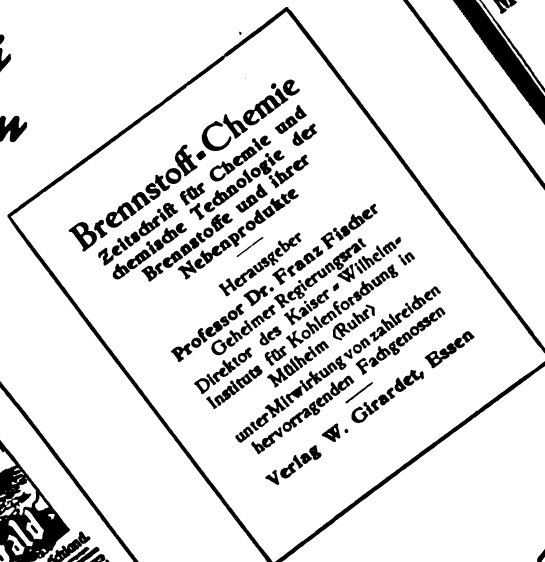 Brennstoff-Chemie
Zeitschrift für Chemie und
chemische Technologie der
Brennstoffe und ihrer
Nebenprodukte
Herausgeber
Professor Dr. Franz Fischer
Geheimer Regierungsrat
Direktor des Kaiser-Wilhelm-
Instituts für Kohlenforschung in
Mülheim (Ruhr)
unter Mitwirkung von zahlreichen
hervorragenden Fachgenossen
Verlag W. Girardet, Essen